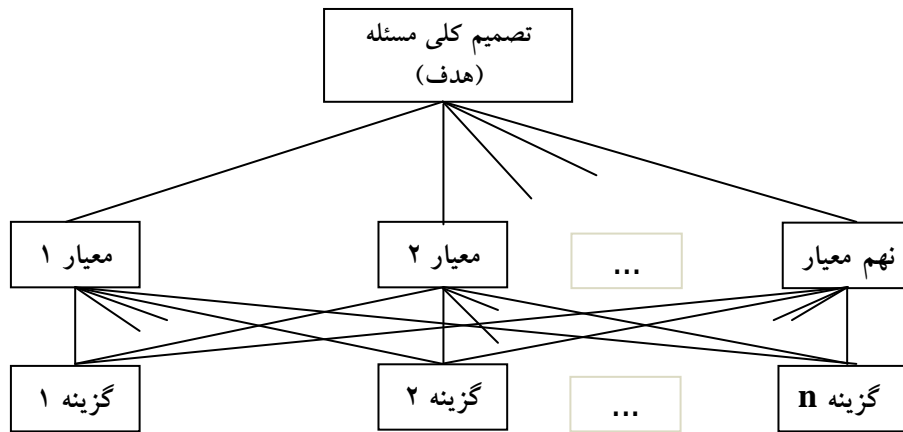 تصمیم کلی مسئله
(هدف)
معیار ۱
معیار ۲
...
نهم معیار
گزینه ۱
گزینه ۲
...
گزینه n